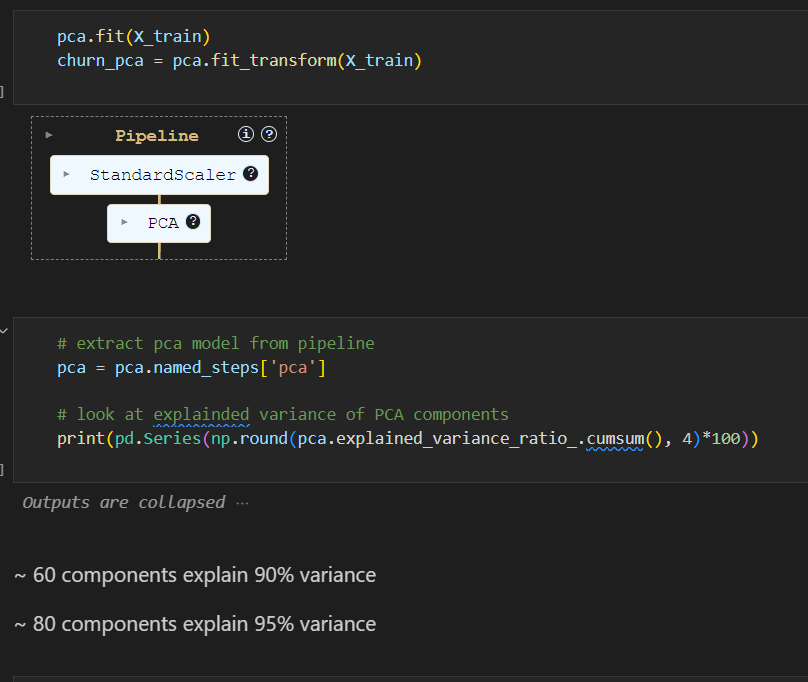 pca.fit(X_train)
churn_pca = pca.fit_transform(X_train)
]
Pipeline i ?
StandardScaler ?
PCA ?
# extract pca model from pipeline
pca = pca.named_steps['pca']
# look at explainded variance of PCA components
print(pd.Series(np.round(pca.explained_variance_ratio_.cumsum(), 4)*100))
]
Outputs are collapsed ...
~ 60 components explain 90% variance
~ 80 components explain 95% variance